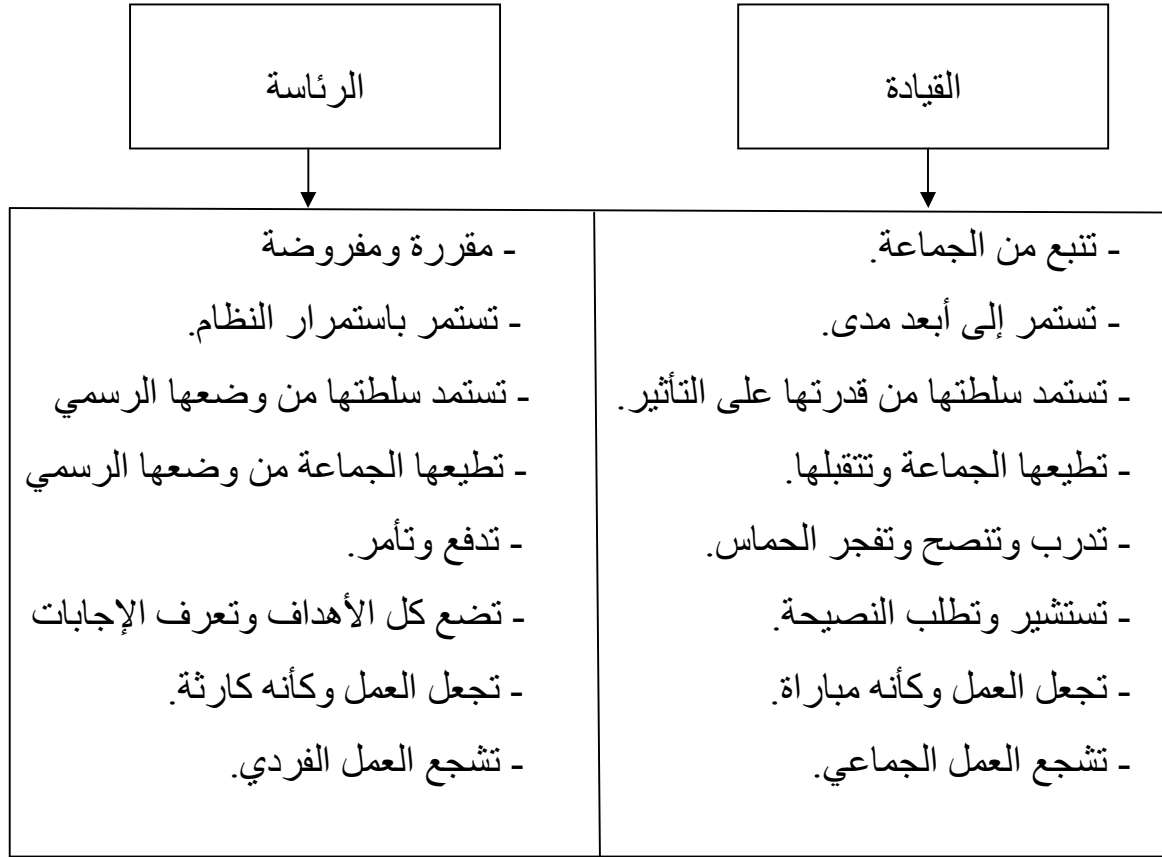 القيادة
الرئاسة
- تنبع من الجماعة.
- تستمر إلى أبعد مدى.
- تستمد سلطتها من قدرتها على التأثير.
- تطيعها الجماعة وتتقبلها.
- تدرب وتنصح وتفجر الحماس.
- تستشير وتطلب النصيحة.
- تجعل العمل وكأنه مباراة.
- تشجع العمل الجماعي.
- مقررة ومفروضة
- تستمر باستمرار النظام.
- تستمد سلطتها من وضعها الرسمي
- تطيعها الجماعة من وضعها الرسمي
- تدفع وتأمر.
- تضع كل الأهداف وتعرف الإجابات
- تجعل العمل وكأنه كارثة.
- تشجع العمل الفردي.